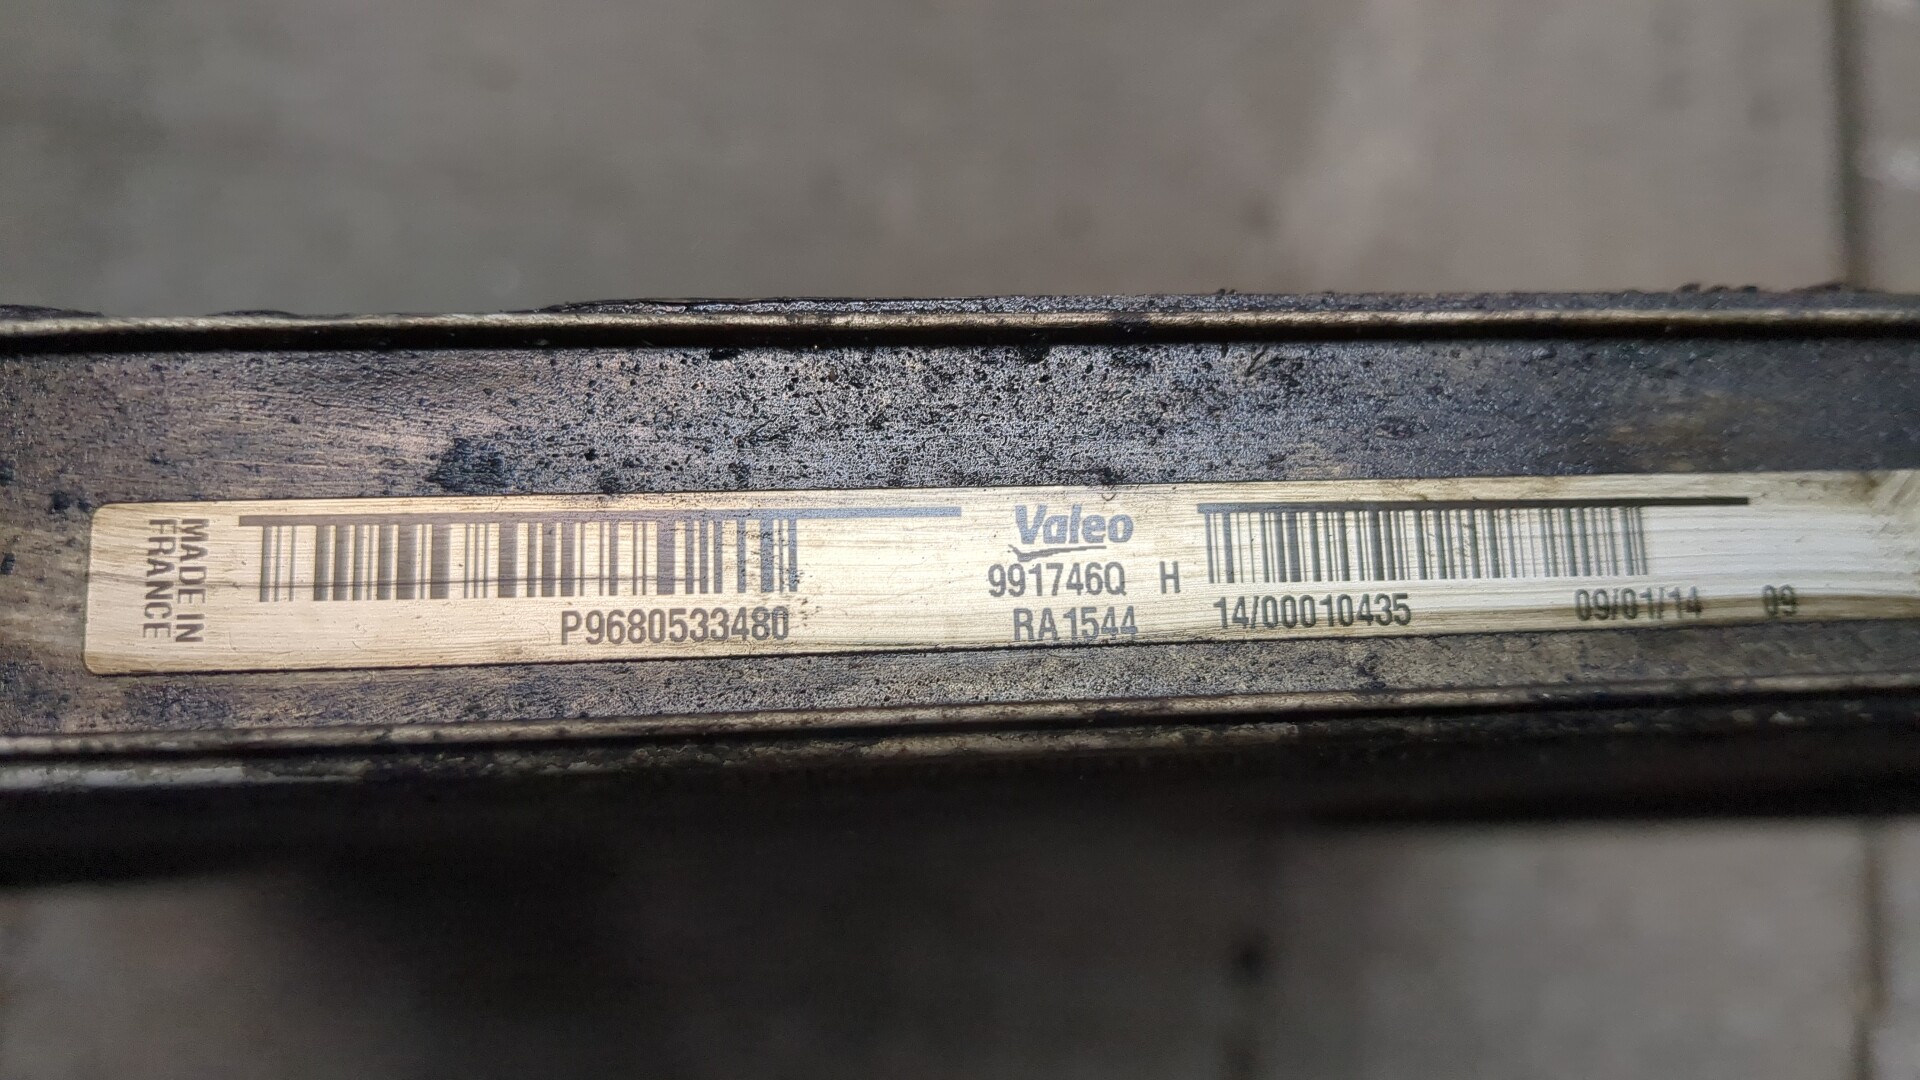 MADE IN
FRANCE
P9680533480
Valeo
991746Q H
RA1544
14/00010435
09/01/14 09